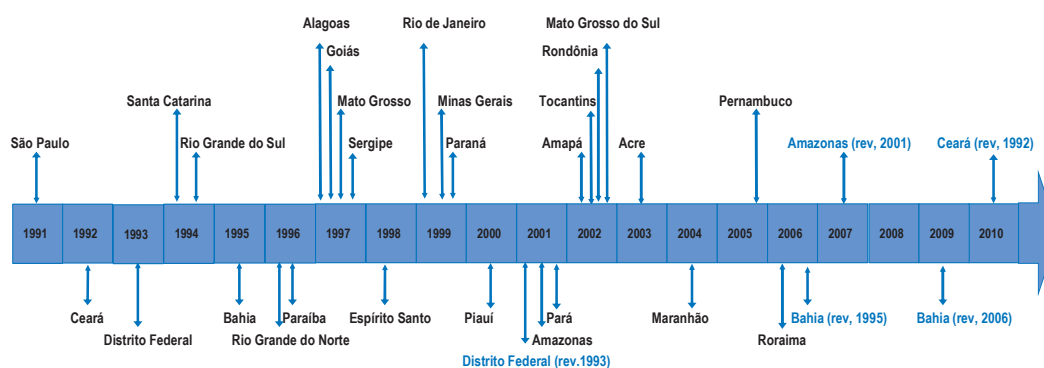 Alagoas
Rio de Janeiro
Mato Grosso do Sul
Goiás
Rondônia
Santa Catarina
Mato Grosso
Minas Gerais
Tocantins
Pernambuco
São Paulo
Rio Grande do Sul
Sergipe
Paraná
Amapá
Acre
Amazonas (rev, 2001)
Ceará (rev, 1992)
1991
1992
1993
1994
1995
1996
1997
1998
1999
2000
2001
2002
2003
2004
2005
2006
2007
2008
2009
2010
Ceará
Bahia
Paraíba
Espírito Santo
Piauí
Pará
Maranhão
Bahia (rev, 1995)
Bahia (rev, 2006)
Distrito Federal
Rio Grande do Norte
Amazonas
Roraima
Distrito Federal (rev.1993)